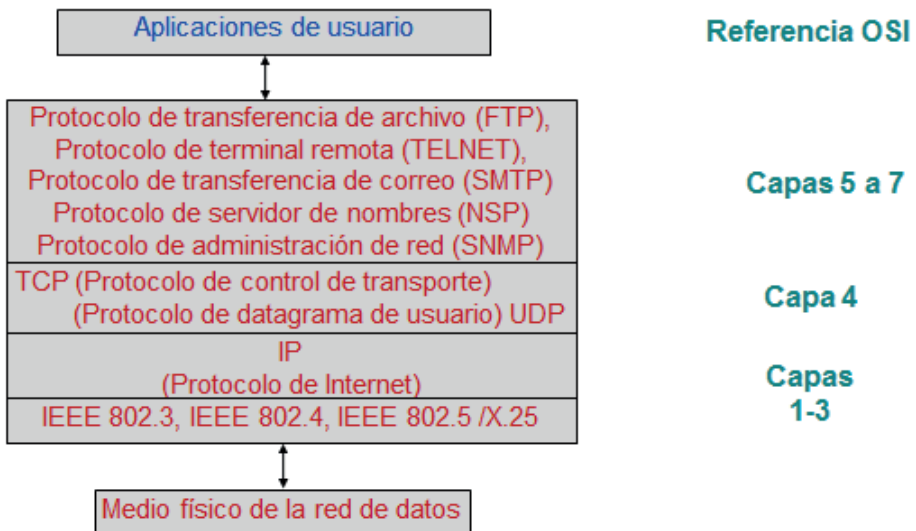 Aplicaciones de usuario
Referencia OSI
Protocolo de transferencia de archivo (FTP),
Protocolo de terminal remota (TELNET),
Protocolo de transferencia de correo (SMTP)
Protocolo de servidor de nombres (NSP)
Protocolo de administración de red (SNMP)
Capas 5 a 7
TCP (Protocolo de control de transporte)
(Protocolo de datagrama de usuario) UDP
Capa 4
IP
(Protocolo de Internet)
IEEE 802.3, IEEE 802.4, IEEE 802.5 /X.25
Capas
1-3
Medio físico de la red de datos